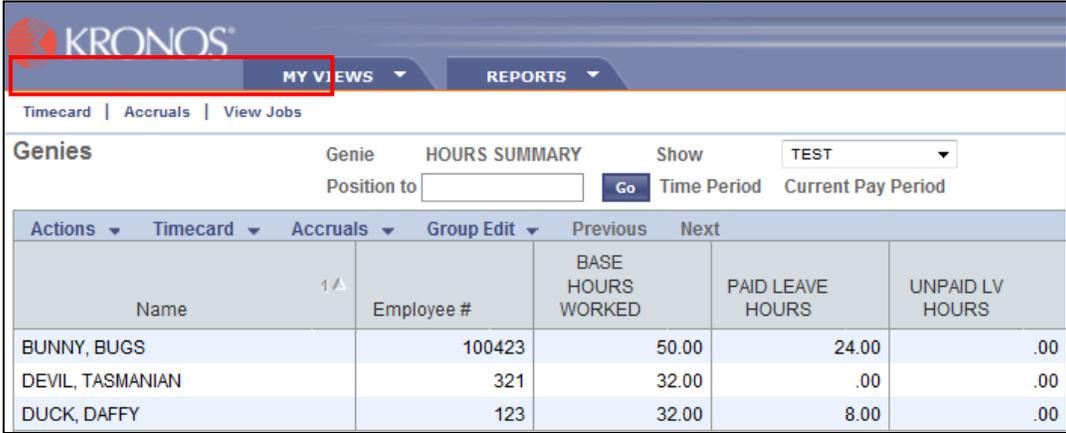 KRONOS®
MY VIEWS REPORTS
Timecard | Accruals | View Jobs
Genies Genie HOURS SUMMARY Show TEST
Position to Go Time Period Current Pay Period
Actions Timecard Accruals Group Edit Previous Next
Name 1 Employee # BASE HOURS WORKED PAID LEAVE HOURS UNPAID LV HOURS
BUNNY, BUGS 100423 50.00 24.00 .00
DEVIL, TASMANIAN 321 32.00 .00 .00
DUCK, DAFFY 123 32.00 8.00 .00